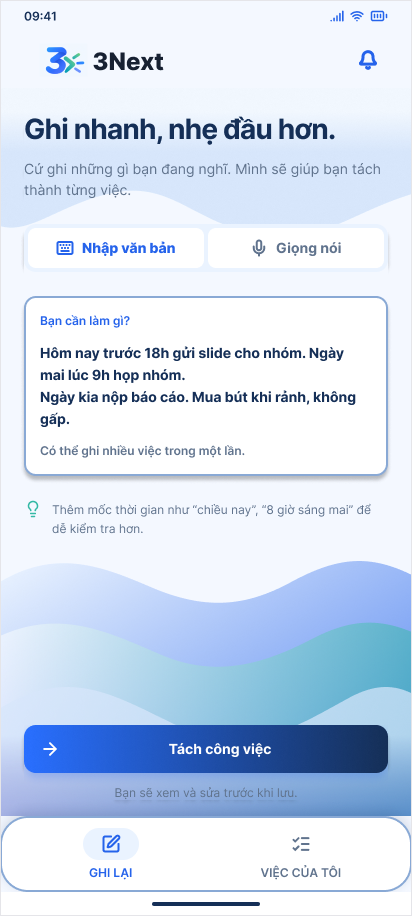 09:41
3Next
Ghi nhanh, nhẹ đầu hơn.
Cứ ghi những gì bạn đang nghĩ. Mình sẽ giúp bạn tách
thành từng việc.
Nhập văn bản
Giọng nói
Bạn cần làm gì?
Hôm nay trước 18h gửi slide cho nhóm. Ngày
mai lúc 9h họp nhóm.
Ngày kia nộp báo cáo. Mua bút khi rảnh, không
gấp.
Có thể ghi nhiều việc trong một lần.
Thêm mốc thời gian như “chiều nay”, “8 giờ sáng mai” để
dễ kiểm tra hơn.
Tách công việc
Bạn sẽ xem và sửa trước khi lưu.
GHI LẠI
VIỆC CỦA TÔI